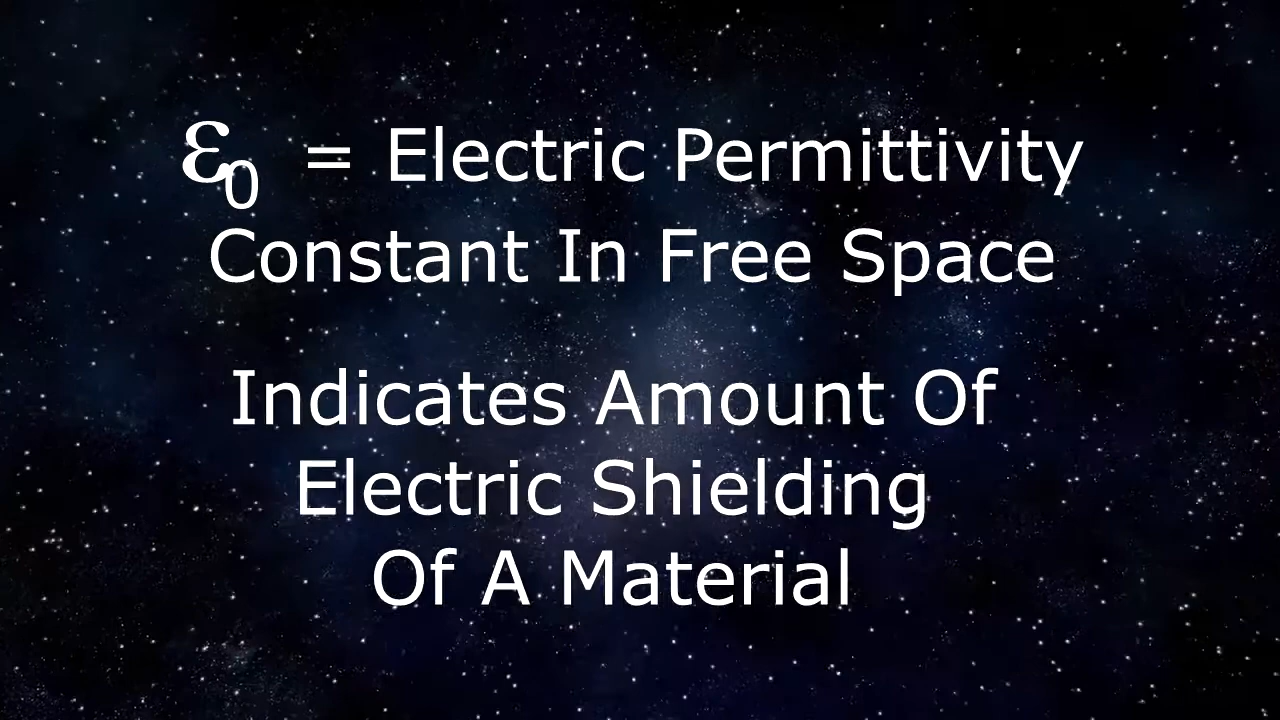 ε₀ = Electric Permittivity
Constant In Free Space
Indicates Amount Of
Electric Shielding
Of A Material